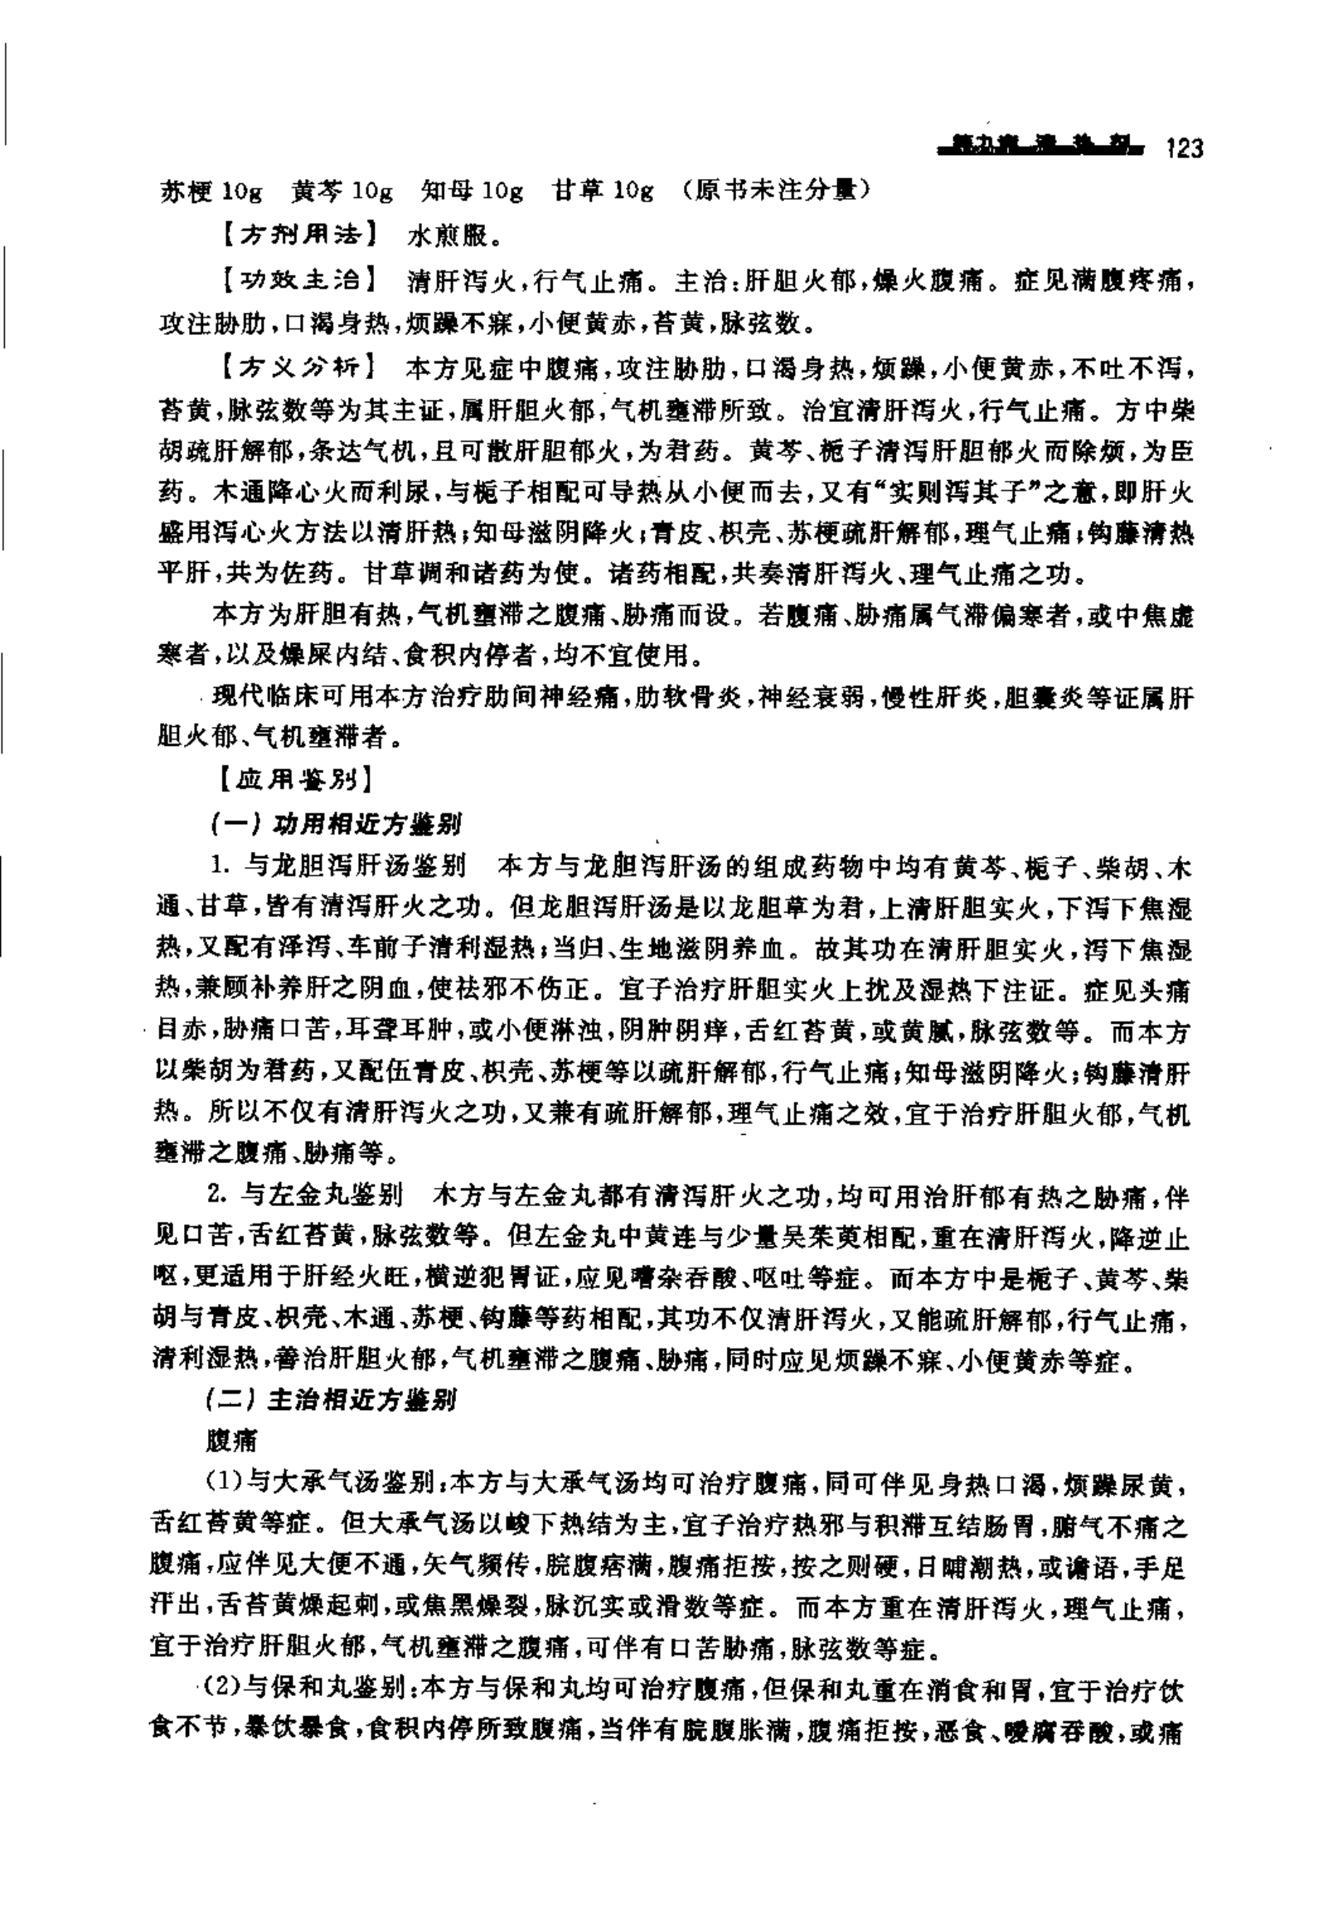 第九章 清热剂 123
苏梗 10g 黄芩 10g 知母 10g 甘草 10g （原书未注分量）
【方剂用法】 水煎服。
【功效主治】 清肝泻火，行气止痛。主治：肝胆火郁，燥火腹痛。症见满腹疼痛，
攻注胁肋，口渴身热，烦躁不寐，小便黄赤，苔黄，脉弦数。
【方义分析】 本方见症中腹痛，攻注胁肋，口渴身热，烦躁，小便黄赤，不吐不泻，
苔黄，脉弦数等为其主证，属肝胆火郁，气机壅滞所致。治宜清肝泻火，行气止痛。方中柴
胡疏肝解郁，条达气机，且可散肝胆郁火，为君药。黄芩、栀子清泻肝胆郁火而除烦，为臣
药。木通降心火而利尿，与栀子相配可导热从小便而去，又有“实则泻其子”之意，即肝火
盛用泻心火方法以清肝热；知母滋阴降火；青皮、枳壳、苏梗疏肝解郁，理气止痛；钩藤清热
平肝，共为佐药。甘草调和诸药为使。诸药相配，共奏清肝泻火、理气止痛之功。
本方为肝胆有热，气机壅滞之腹痛、胁痛而设。若腹痛、胁痛属气滞偏寒者，或中焦虚
寒者，以及燥屎内结、食积内停者，均不宜使用。
现代临床可用本方治疗肋间神经痛，肋软骨炎，神经衰弱，慢性肝炎，胆囊炎等证属肝
胆火郁、气机壅滞者。
【应用鉴别】
(一) 功用相近方鉴别
1. 与龙胆泻肝汤鉴别 本方与龙胆泻肝汤的组成药物中均有黄芩、栀子、柴胡、木
通、甘草，皆有清泻肝火之功。但龙胆泻肝汤是以龙胆草为君，上清肝胆实火，下泻下焦湿
热，又配有泽泻、车前子清利湿热；当归、生地滋阴养血。故其功在清肝胆实火，泻下焦湿
热，兼顾补养肝之阴血，使祛邪不伤正。宜于治疗肝胆实火上扰及湿热下注证。症见头痛
目赤，胁痛口苦，耳聋耳肿，或小便淋浊，阴肿阴痒，舌红苔黄，或黄腻，脉弦数等。而本方
以柴胡为君药，又配伍青皮、枳壳、苏梗等以疏肝解郁，行气止痛；知母滋阴降火；钩藤清肝
热。所以不仅有清肝泻火之功，又兼有疏肝解郁，理气止痛之效，宜于治疗肝胆火郁，气机
壅滞之腹痛、胁痛等。
2. 与左金丸鉴别 本方与左金丸都有清泻肝火之功，均可用治肝郁有热之胁痛，伴
见口苦，舌红苔黄，脉弦数等。但左金丸中黄连与少量吴茱萸相配，重在清肝泻火，降逆止
呕，更适用于肝经火旺，横逆犯胃证，应见嘈杂吞酸、呕吐等症。而本方中是栀子、黄芩、柴
胡与青皮、枳壳、木通、苏梗、钩藤等药相配，其功不仅清肝泻火，又能疏肝解郁，行气止痛，
清利湿热，善治肝胆火郁，气机壅滞之腹痛、胁痛，同时应见烦躁不寐、小便黄赤等症。
(二) 主治相近方鉴别
腹痛
(1)与大承气汤鉴别：本方与大承气汤均可治疗腹痛，同可伴见身热口渴，烦躁尿黄，
舌红苔黄等症。但大承气汤以峻下热结为主，宜于治疗热邪与积滞互结肠胃，腑气不痛之
腹痛，应伴见大便不通，矢气频传，脘腹痞满，腹痛拒按，按之则硬，日晡潮热，或谵语，手足
汗出，舌苔黄燥起刺，或焦黑燥裂，脉沉实或滑数等症。而本方重在清肝泻火，理气止痛，
宜于治疗肝胆火郁，气机壅滞之腹痛，可伴有口苦胁痛，脉弦数等症。
(2)与保和丸鉴别：本方与保和丸均可治疗腹痛，但保和丸重在消食和胃，宜于治疗饮
食不节，暴饮暴食，食积内停所致腹痛，当伴有脘腹胀满，腹痛拒按，恶食、嗳腐吞酸，或痛